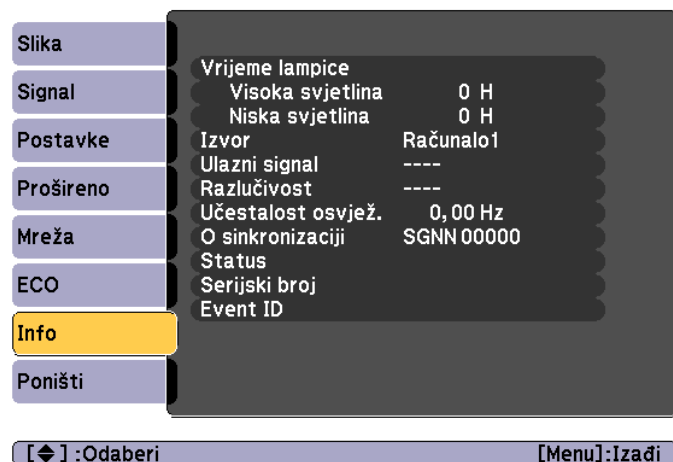 Slika
Signal
Postavke
Prošireno
Mreža
ECO
Info
Poništi
Vrijeme lampice
Visoka svjetlina 0 H
Niska svjetlina 0 H
Izvor Računalo1
Ulazni signal ----
Razlučivost ----
Učestalost osvjež. 0,00 Hz
O sinkronizaciji SGNN 00000
Status
Serijski broj
Event ID
[◆] :Odaberi [Menu]:Izađi